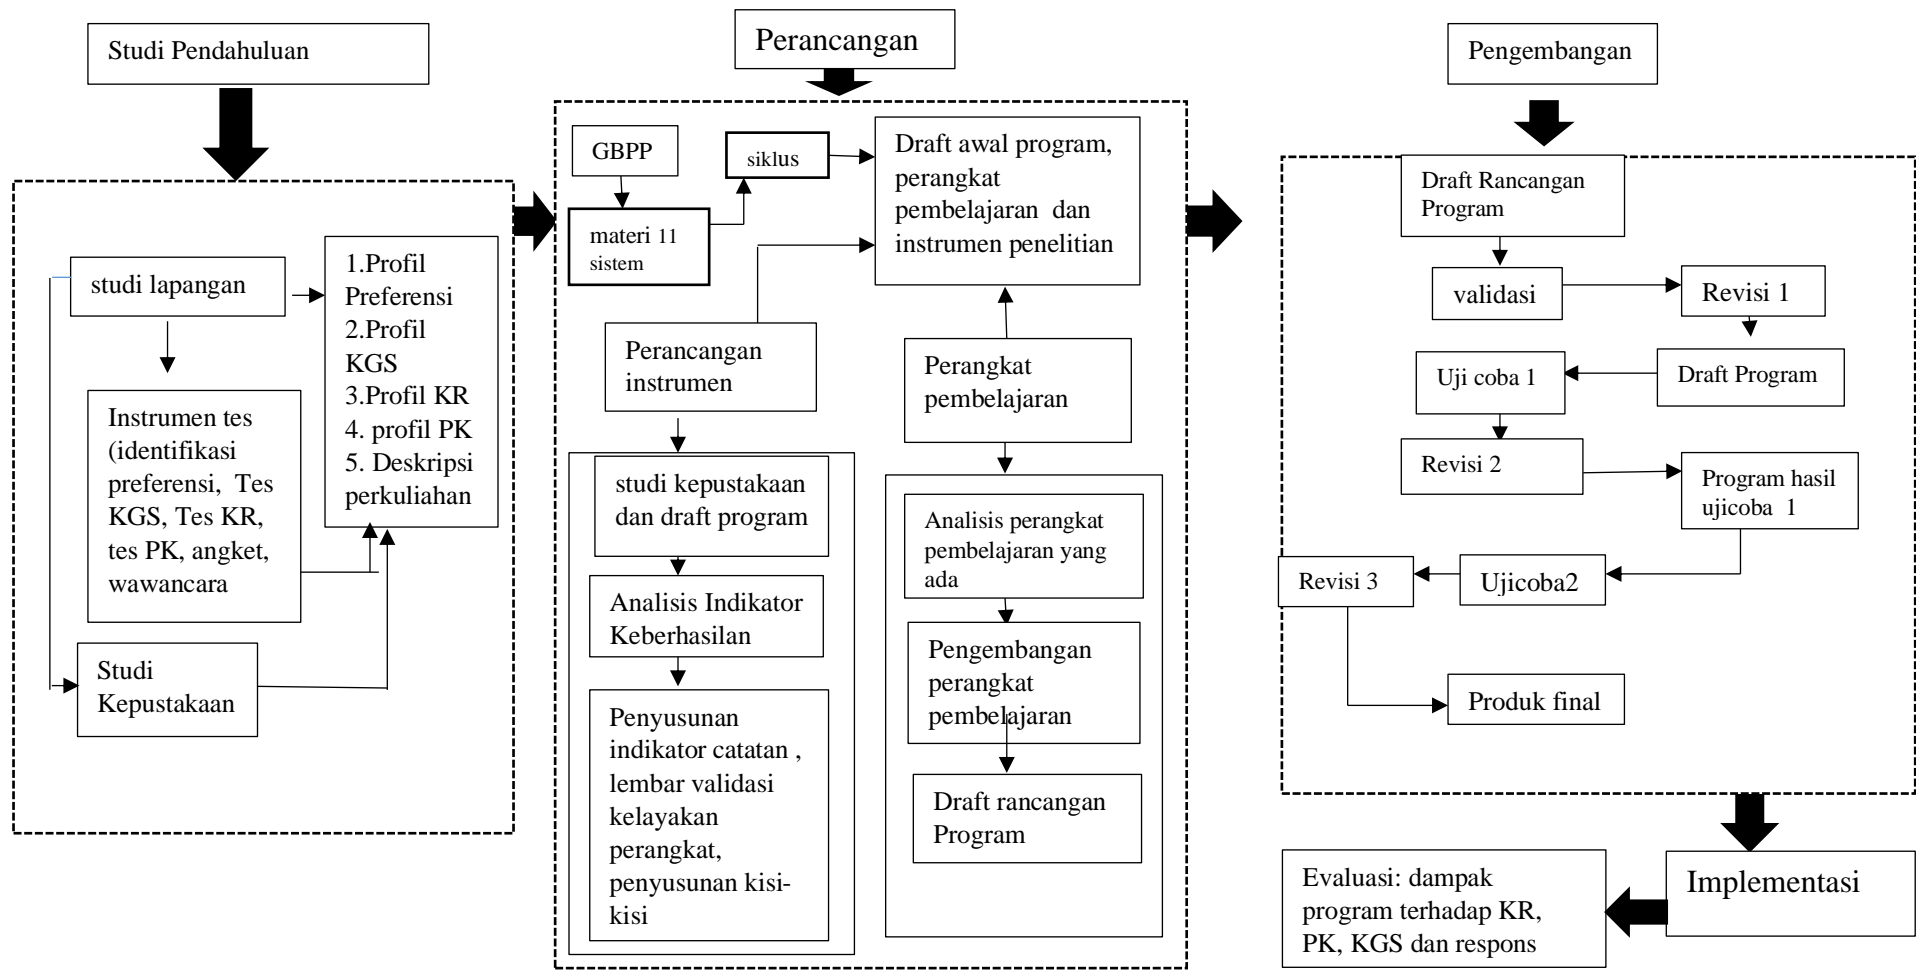 Studi Pendahuluan
studi lapangan
1.Profil
Preferensi
2.Profil
KGS
3.Profil KR
4. profil PK
5. Deskripsi
perkuliahan
Instrumen tes
(identifikasi
preferensi, Tes
KGS, Tes KR,
tes PK, angket,
wawancara
Studi
Kepustakaan
Perancangan
GBPP
siklus
materi 11
sistem
Draft awal program,
perangkat
pembelajaran dan
instrumen penelitian
Perancangan
instrumen
Perangkat
pembelajaran
studi kepustakaan
dan draft program
Analisis Indikator
Keberhasilan
Penyusunan
indikator catatan ,
lembar validasi
kelayakan
perangkat,
penyusunan kisi-
kisi
Analisis perangkat
pembelajaran yang
ada
Pengembangan
perangkat
pembelajaran
Draft rancangan
Program
Pengembangan
Draft Rancangan
Program
validasi
Revisi 1
Draft Program
Uji coba 1
Revisi 2
Program hasil
ujicoba 1
Ujicoba2
Revisi 3
Produk final
Implementasi
Evaluasi: dampak
program terhadap KR,
PK, KGS dan respons